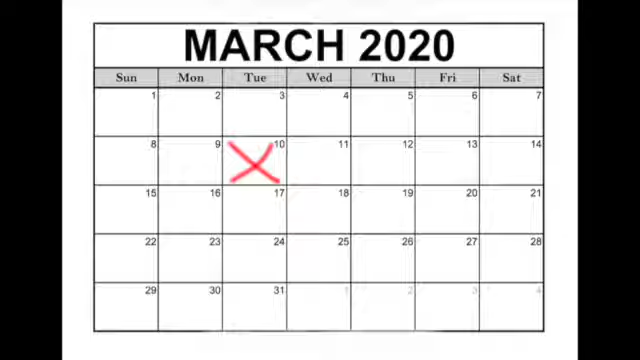 MARCH 2020
Sun Mon Tue Wed Thu Fri Sat
1 2 3 4 5 6 7
8 9 10 11 12 13 14
15 16 17 18 19 20 21
22 23 24 25 26 27 28
29 30 31 1 2 3 4